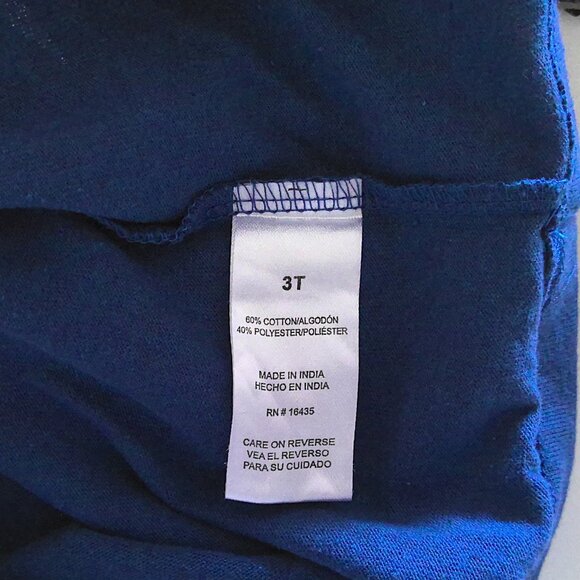 3T
60% COTTON/ALGODÓN
40% POLYESTER/POLIÉSTER
MADE IN INDIA
HECHO EN INDIA
RN # 16435
CARE ON REVERSE
VEA EL REVERSO
PARA SU CUIDADO